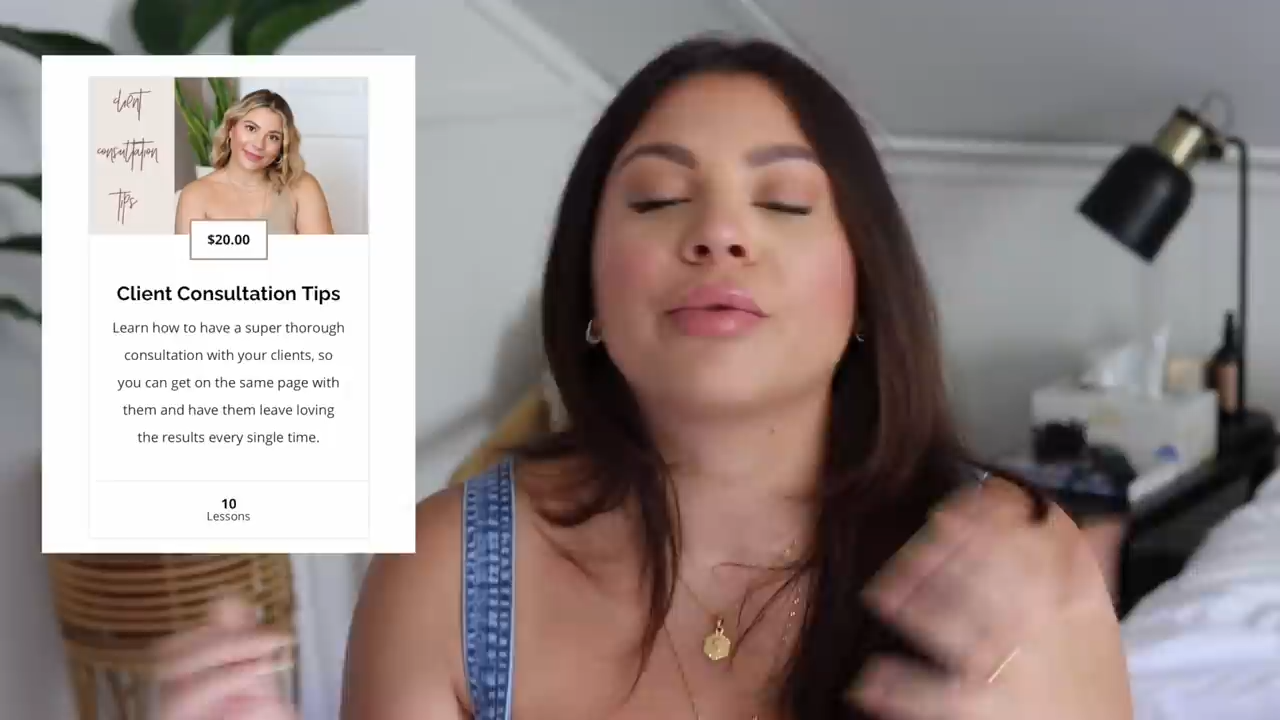 client
consultation
tips
$20.00
Client Consultation Tips
Learn how to have a super thorough
consultation with your clients, so
you can get on the same page with
them and have them leave loving
the results every single time.
10
Lessons